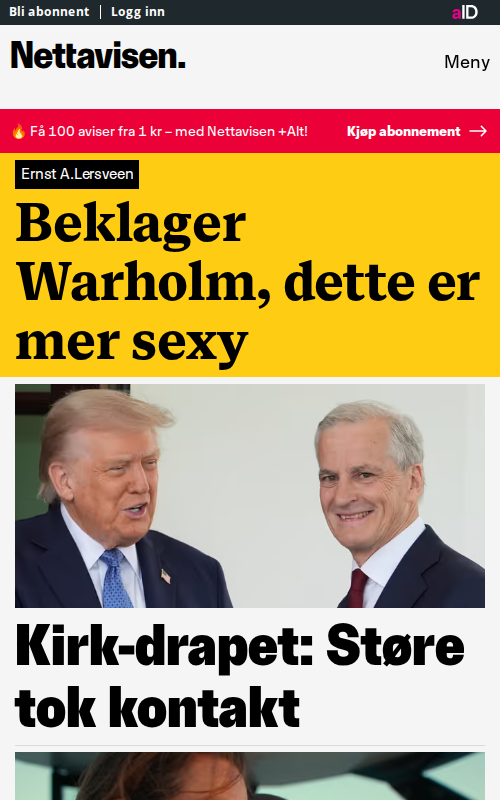 Bli abonnent | Logg inn
aID
Nettavisen.
Meny
🔥 Få 100 aviser fra 1 kr – med Nettavisen +Alt!
Kjøp abonnement →
Ernst A.Lersveen
Beklager
Warholm, dette er
mer sexy
Kirk-drapet: Støre
tok kontakt